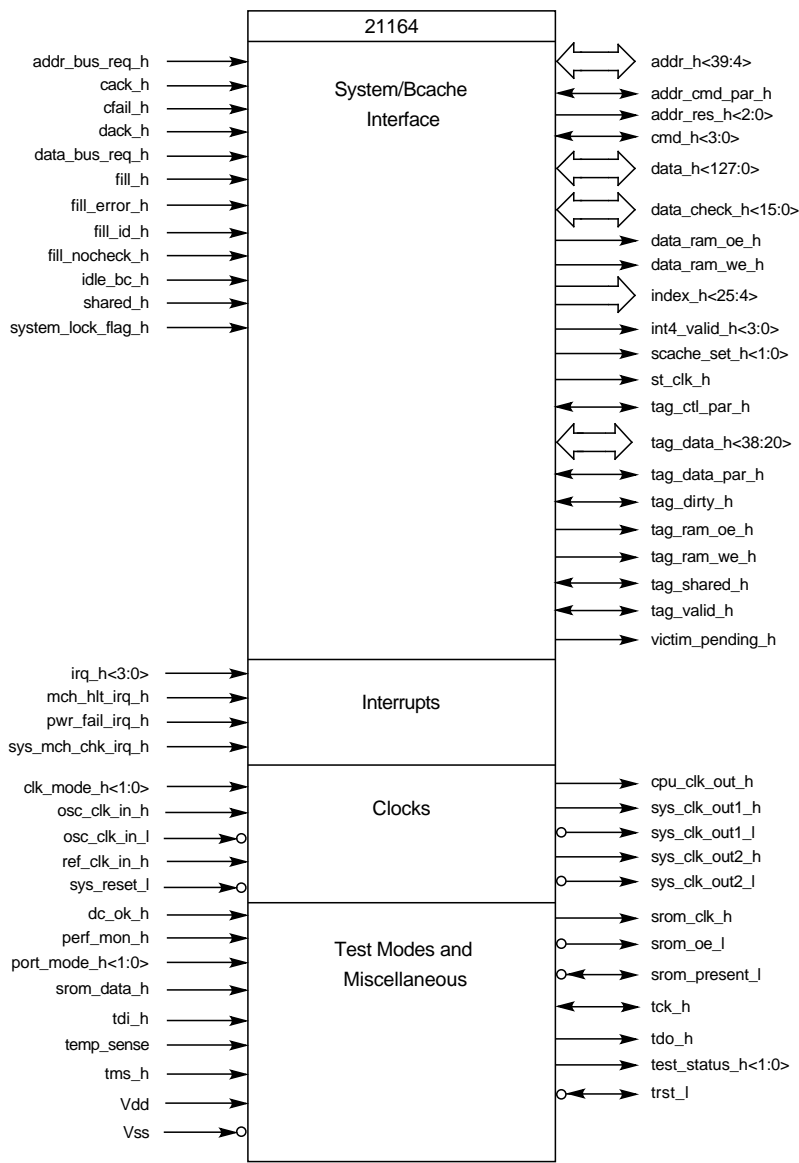 21164
System/Bcache
Interface
addr_bus_req_h
cack_h
cfail_h
dack_h
data_bus_req_h
fill_h
fill_error_h
fill_id_h
fill_nocheck_h
idle_bc_h
shared_h
system_lock_flag_h
addr_h<39:4>
addr_cmd_par_h
addr_res_h<2:0>
cmd_h<3:0>
data_h<127:0>
data_check_h<15:0>
data_ram_oe_h
data_ram_we_h
index_h<25:4>
int4_valid_h<3:0>
scache_set_h<1:0>
st_clk_h
tag_ctl_par_h
tag_data_h<38:20>
tag_data_par_h
tag_dirty_h
tag_ram_oe_h
tag_ram_we_h
tag_shared_h
tag_valid_h
victim_pending_h
Interrupts
irq_h<3:0>
mch_hlt_irq_h
pwr_fail_irq_h
sys_mch_chk_irq_h
Clocks
clk_mode_h<1:0>
osc_clk_in_h
osc_clk_in_l
ref_clk_in_h
sys_reset_l
cpu_clk_out_h
sys_clk_out1_h
sys_clk_out1_l
sys_clk_out2_h
sys_clk_out2_l
Test Modes and
Miscellaneous
dc_ok_h
perf_mon_h
port_mode_h<1:0>
srom_data_h
tdi_h
temp_sense
tms_h
Vdd
Vss
srom_clk_h
srom_oe_l
srom_present_l
tck_h
tdo_h
test_status_h<1:0>
trst_l